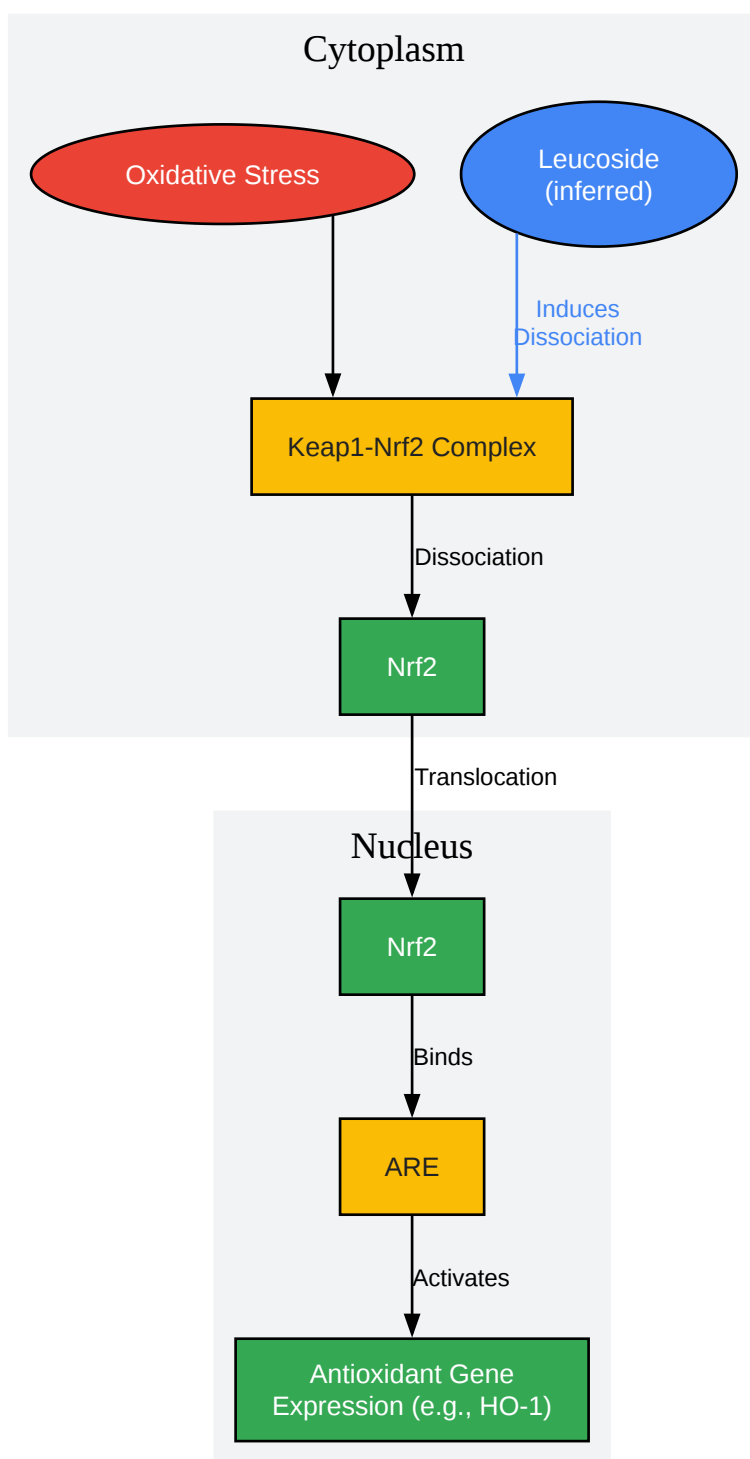 Cytoplasm
Oxidative Stress
Leucoside
(inferred)
Induces
Dissociation
Keap1-Nrf2 Complex
Dissociation
Nrf2
Translocation
Nucleus
Nrf2
Binds
ARE
Activates
Antioxidant Gene
Expression (e.g., HO-1)